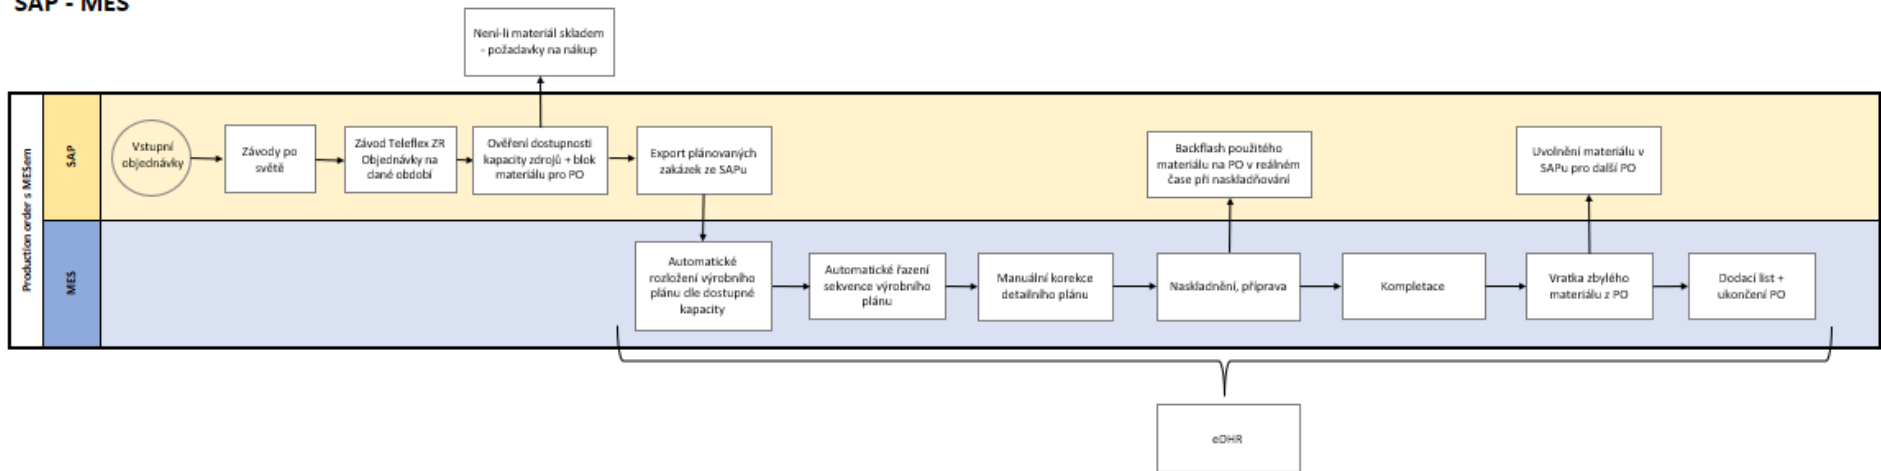 SAP - MES
Není-li materiál skladem
- požadavky na nákup
Production order s MESem
SAP
Vstupní
objednávky
Závody po
světě
Závod Teleflex ZR
Objednávky na
dané období
Ověření dostupnosti
kapacity zdrojů + blok
materiálu pro PO
Export plánovaných
zakázek ze SAPu
Backflash použitého
materiálu na PO v reálném
čase při naskladňování
Uvolnění materiálu v
SAPu pro další PO
MES
Automatické
rozložení výrobního
plánu dle dostupné
kapacity
Automatické řazení
sekvence výrobního
plánu
Manuální korekce
detailního plánu
Naskladnění, příprava
Kompletace
Vratka zbylého
materiálu z PO
Dodací list +
ukončení PO
eDHR